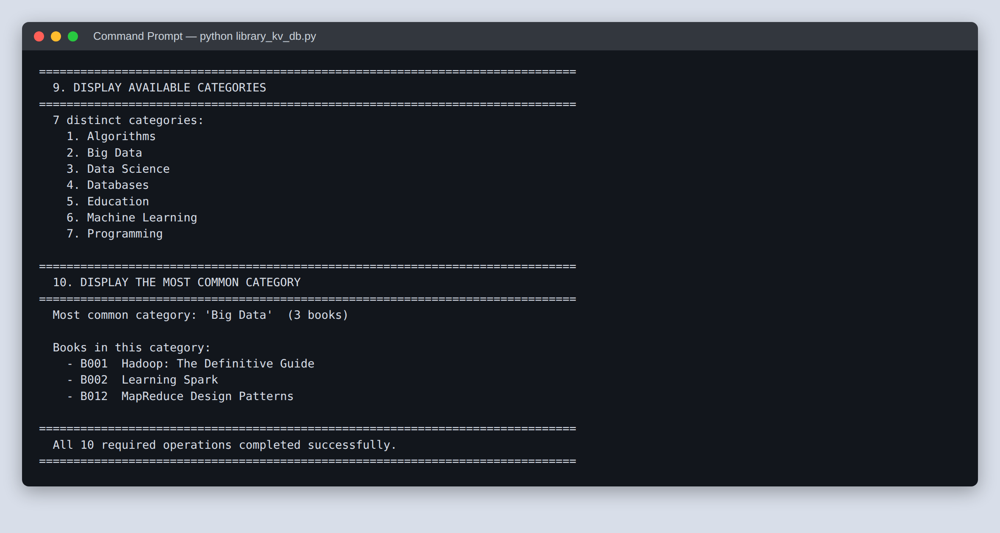 Command Prompt — python library_kv_db.py
==============================================================================
  9. DISPLAY AVAILABLE CATEGORIES
==============================================================================
  7 distinct categories:
    1. Algorithms
    2. Big Data
    3. Data Science
    4. Databases
    5. Education
    6. Machine Learning
    7. Programming
==============================================================================
  10. DISPLAY THE MOST COMMON CATEGORY
==============================================================================
  Most common category: 'Big Data'  (3 books)
  Books in this category:
    - B001  Hadoop: The Definitive Guide
    - B002  Learning Spark
    - B012  MapReduce Design Patterns
==============================================================================
  All 10 required operations completed successfully.
==============================================================================